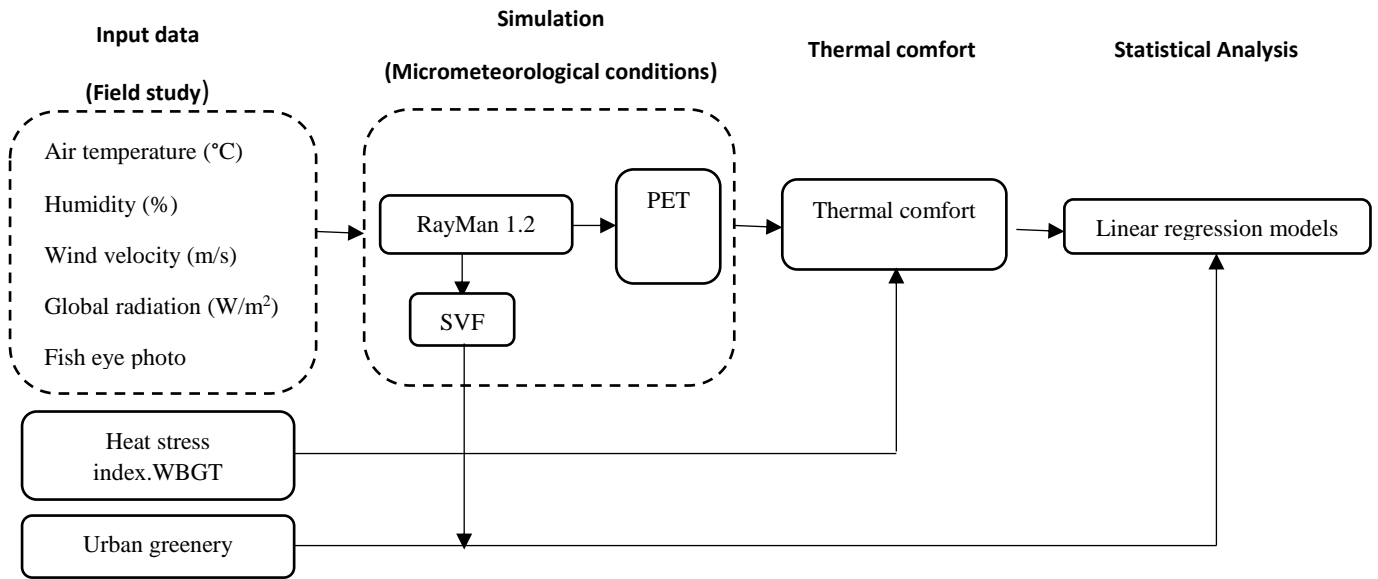 Input data
(Field study)
Simulation
(Micrometeorological conditions)
Thermal comfort
Statistical Analysis
Air temperature (°C)
Humidity (%)
Wind velocity (m/s)
Global radiation (W/m²)
Fish eye photo
RayMan 1.2
PET
SVF
Thermal comfort
Linear regression models
Heat stress
index.WBGT
Urban greenery